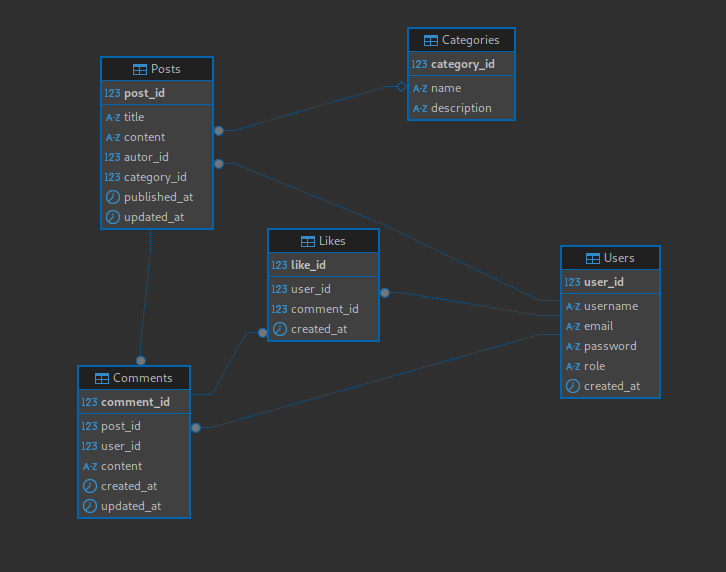 Categories
123 category_id
A-Z name
A-Z description
Posts
123 post_id
A-Z title
A-Z content
123 autor_id
123 category_id
published_at
updated_at
Likes
123 like_id
123 user_id
123 comment_id
created_at
Users
123 user_id
A-Z username
A-Z email
A-Z password
A-Z role
created_at
Comments
123 comment_id
123 post_id
123 user_id
A-Z content
created_at
updated_at